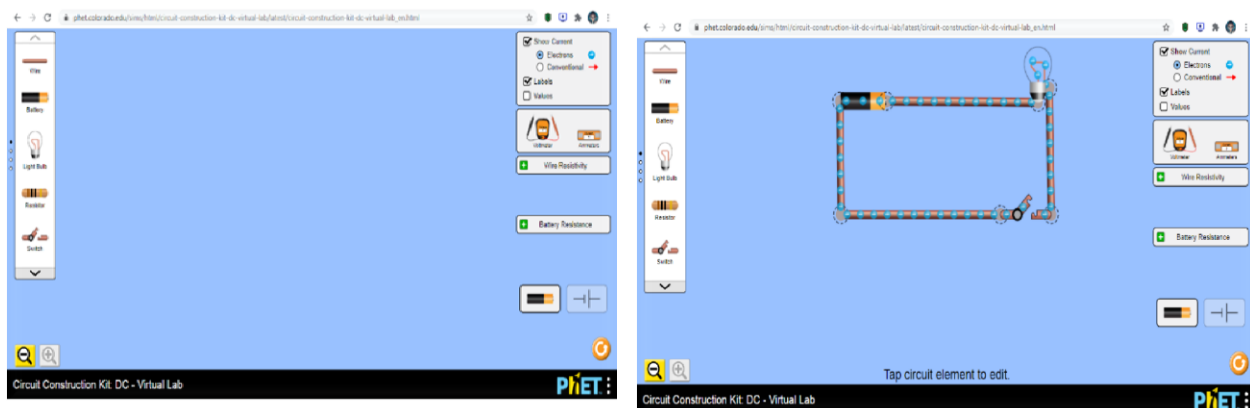 phet.colorado.edu/sims/html/circuit-construction-kit-dc-virtual-lab/latest/circuit-construction-kit-dc-virtual-lab_en.html
Wire
Battery
Light Bulb
Resistor
Switch
Show Current
Electrons
Conventional
Labels
Values
Voltmeter
Ammeters
Wire Resistivity
Battery Resistance
Circuit Construction Kit: DC - Virtual Lab
PhET
phet.colorado.edu/sims/html/circuit-construction-kit-dc-virtual-lab/latest/circuit-construction-kit-dc-virtual-lab_en.html
Wire
Battery
Light Bulb
Resistor
Switch
Show Current
Electrons
Conventional
Labels
Values
Voltmeter
Ammeters
Wire Resistivity
Battery Resistance
Tap circuit element to edit.
Circuit Construction Kit: DC - Virtual Lab
PhET